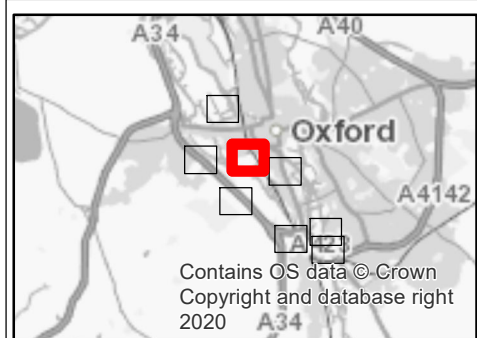 A34
A40
Oxford
A4142
A423
Contains OS data © Crown
Copyright and database right
2020
A34